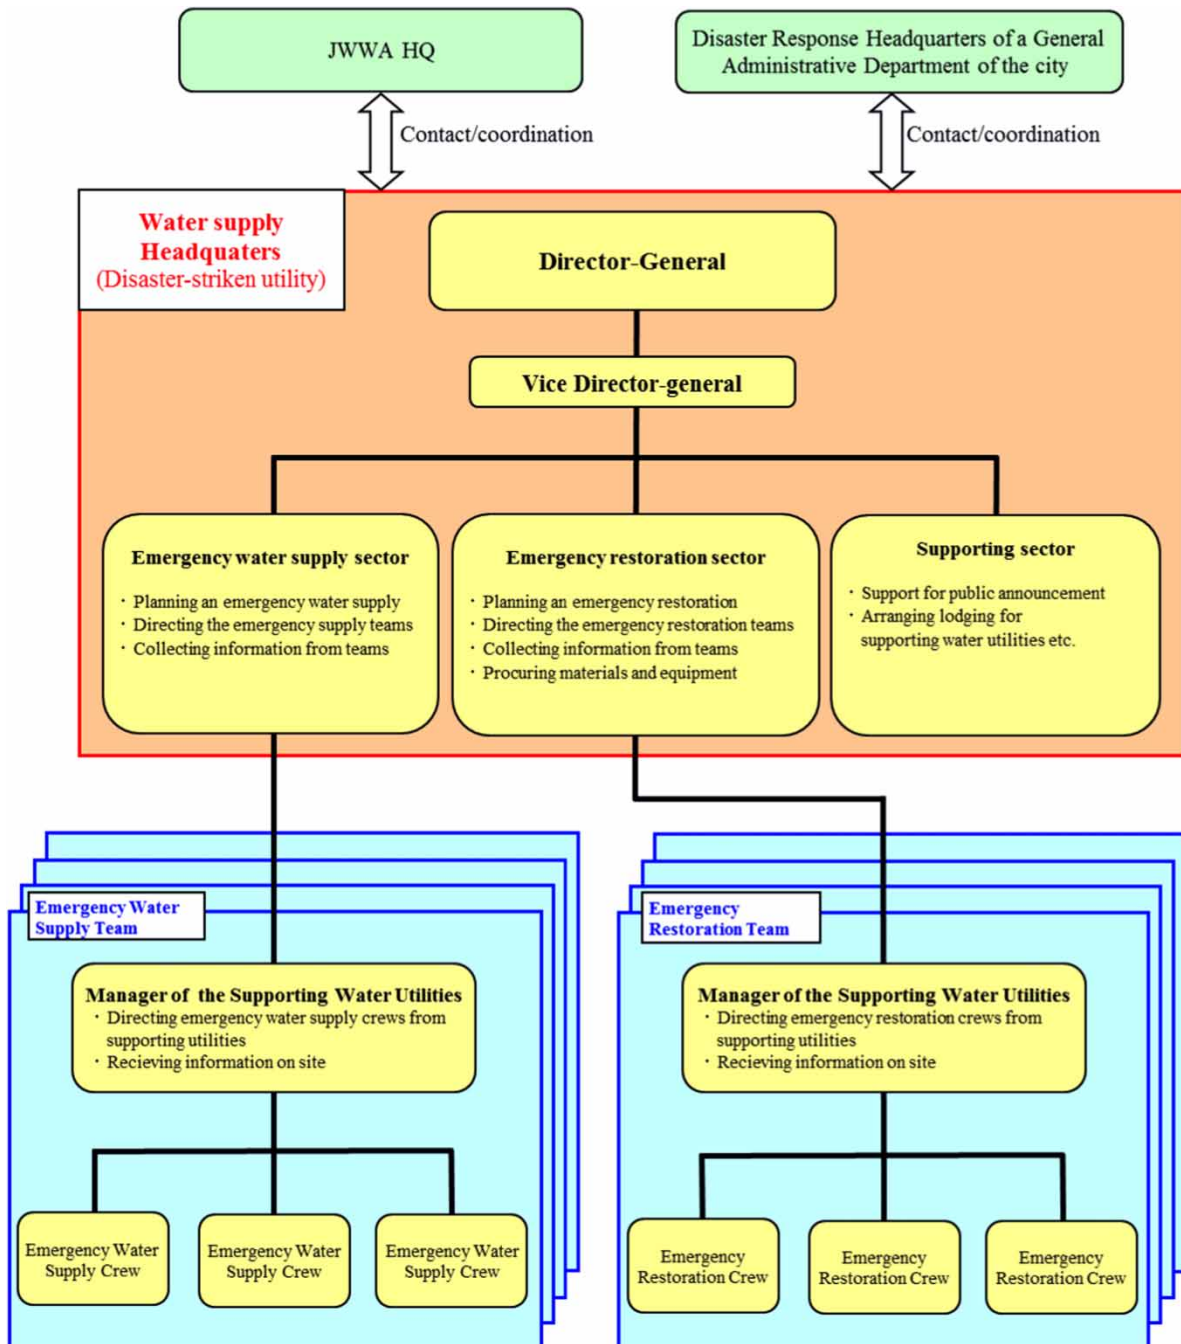 JWWA HQ
Disaster Response Headquarters of a General
Administrative Department of the city
Contact/coordination
Contact/coordination
Water supply
Headquaters
(Disaster-striken utility)
Director-General
Vice Director-general
Emergency water supply sector
・Planning an emergency water supply
・Directing the emergency supply teams
・Collecting information from teams
Emergency restoration sector
・Planning an emergency restoration
・Directing the emergency restoration teams
・Collecting information from teams
・Procuring materials and equipment
Supporting sector
・Support for public announcement
・Arranging lodging for
supporting water utilities etc.
Emergency Water
Supply Team
Manager of the Supporting Water Utilities
・Directing emergency water supply crews from
supporting utilities
・Recieving information on site
Emergency Water
Supply Crew
Emergency Water
Supply Crew
Emergency Water
Supply Crew
Emergency
Restoration Team
Manager of the Supporting Water Utilities
・Directing emergency restoration crews from
supporting utilities
・Recieving information on site
Emergency
Restoration Crew
Emergency
Restoration Crew
Emergency
Restoration Crew